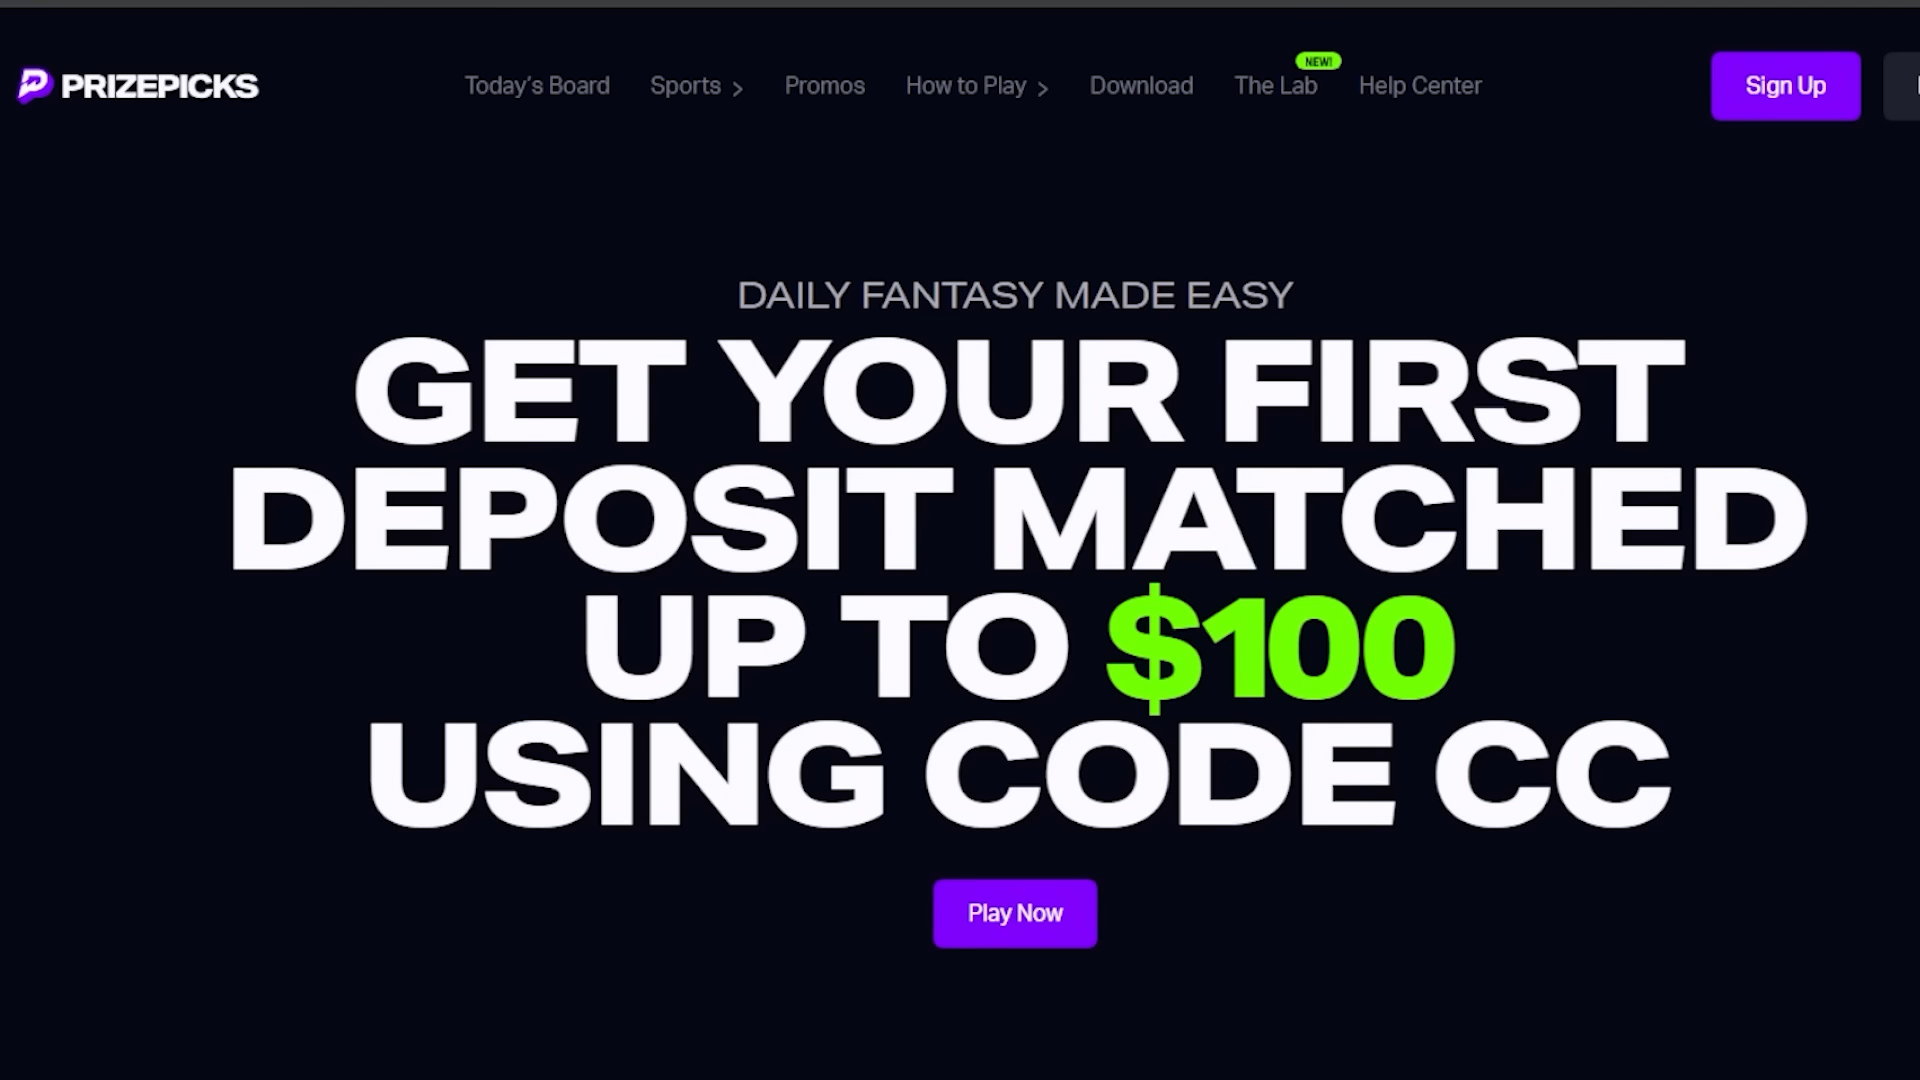 PRIZEPICKS
Today's Board Sports Promos How to Play Download The Lab NEW! Help Center
Sign Up
DAILY FANTASY MADE EASY
GET YOUR FIRST
DEPOSIT MATCHED
UP TO $100
USING CODE CC
Play Now